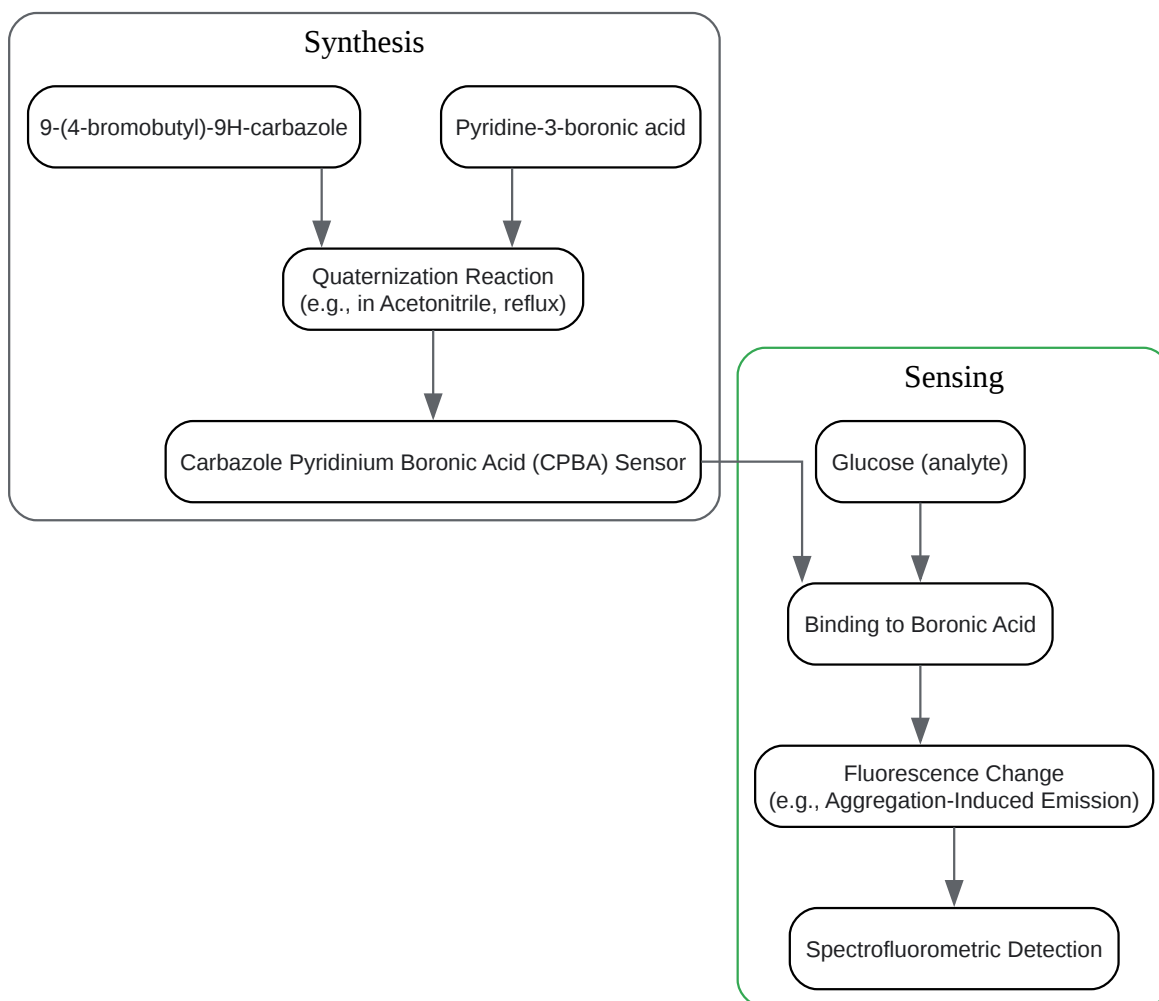 Synthesis
9-(4-bromobutyl)-9H-carbazole
Pyridine-3-boronic acid
Quaternization Reaction
(e.g., in Acetonitrile, reflux)
Carbazole Pyridinium Boronic Acid (CPBA) Sensor
Sensing
Glucose (analyte)
Binding to Boronic Acid
Fluorescence Change
(e.g., Aggregation-Induced Emission)
Spectrofluorometric Detection